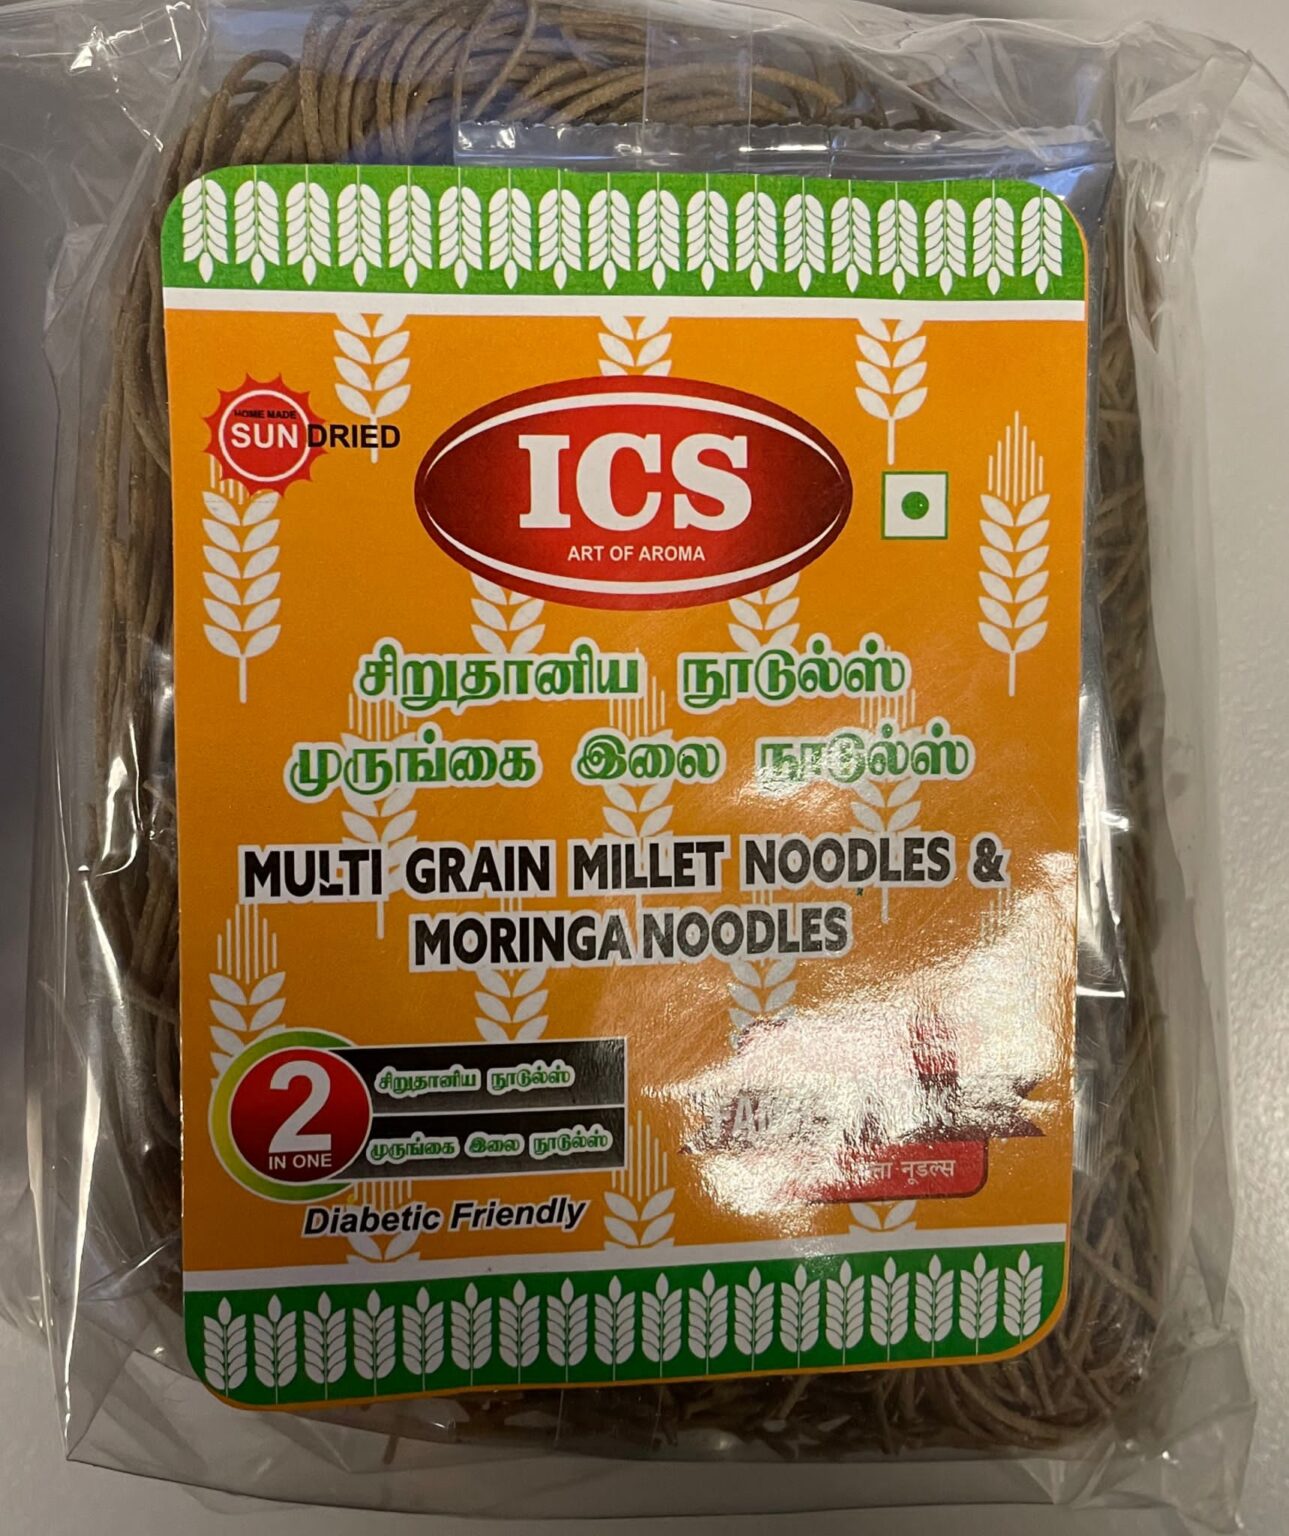 HOME MADE
SUN DRIED
ICS
ART OF AROMA
சிறுதானிய நூடுல்ஸ்
முருங்கை இலை நூடுல்ஸ்
MULTI GRAIN MILLET NOODLES &
MORINGA NOODLES
2
IN ONE
சிறுதானிய நூடுல்ஸ்
முருங்கை இலை நூடுல்ஸ்
Diabetic Friendly
नूडल्स